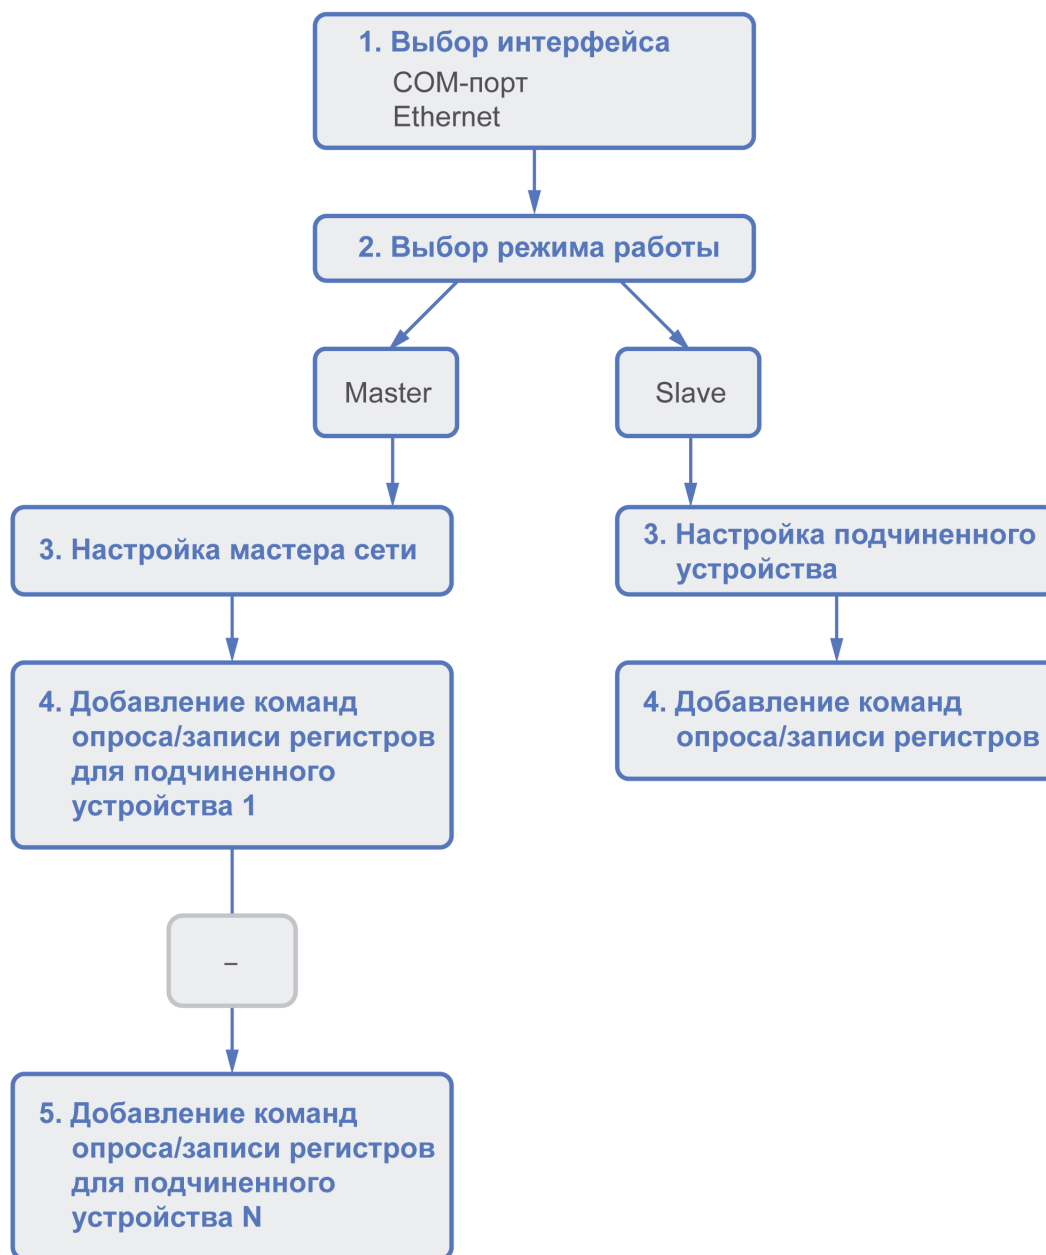 1. Выбор интерфейса
COM-порт
Ethernet
2. Выбор режима работы
Master
Slave
3. Настройка мастера сети
3. Настройка подчиненного
устройства
4. Добавление команд
опроса/записи регистров
для подчиненного
устройства 1
4. Добавление команд
опроса/записи регистров
–
5. Добавление команд
опроса/записи регистров
для подчиненного
устройства N